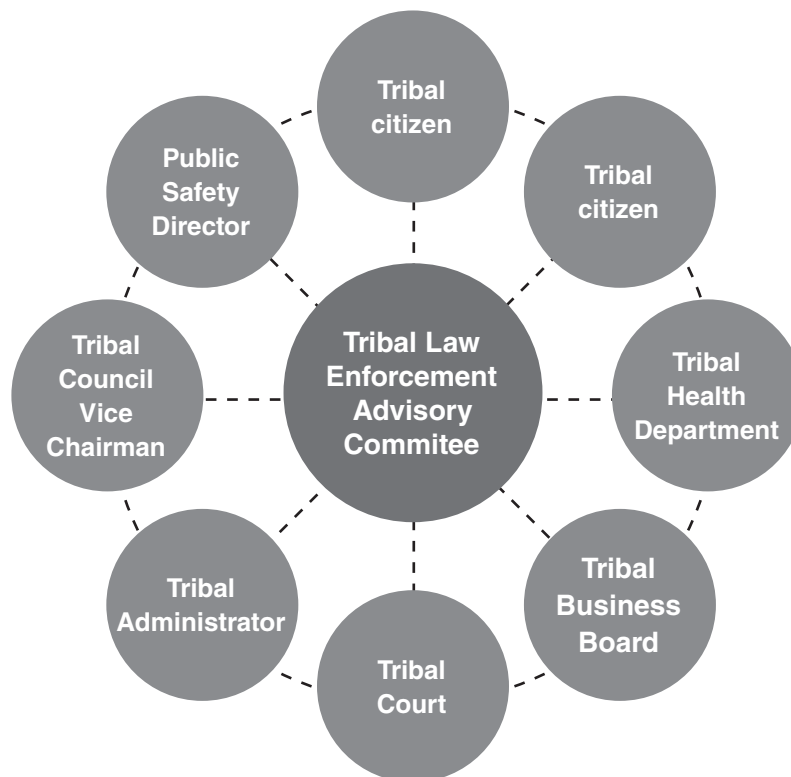 Tribal
citizen
Tribal
citizen
Tribal
Health
Department
Tribal
Business
Board
Tribal
Court
Tribal
Administrator
Tribal
Council
Vice
Chairman
Public
Safety
Director
Tribal Law
Enforcement
Advisory
Commitee